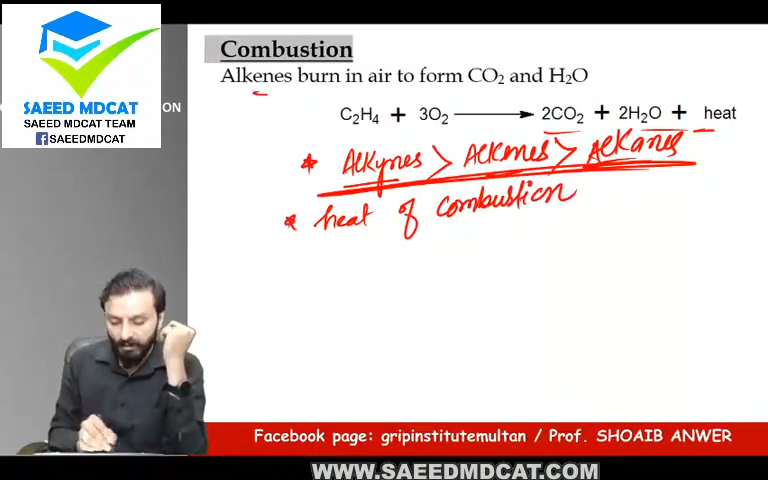 Combustion
Alkenes burn in air to form CO₂ and H₂O
ON
SAEED MDCAT
SAEED MDCAT TEAM
f SAEEDMDCAT
C₂H₄ + 3O₂ → 2CO₂ + 2H₂O + heat
* Alkynes > Alkenes > Alkanes
* heat of combustion
Facebook page: gripinstitutemultan / Prof. SHOAIB ANWER
WWW.SAEEDMDCAT.COM